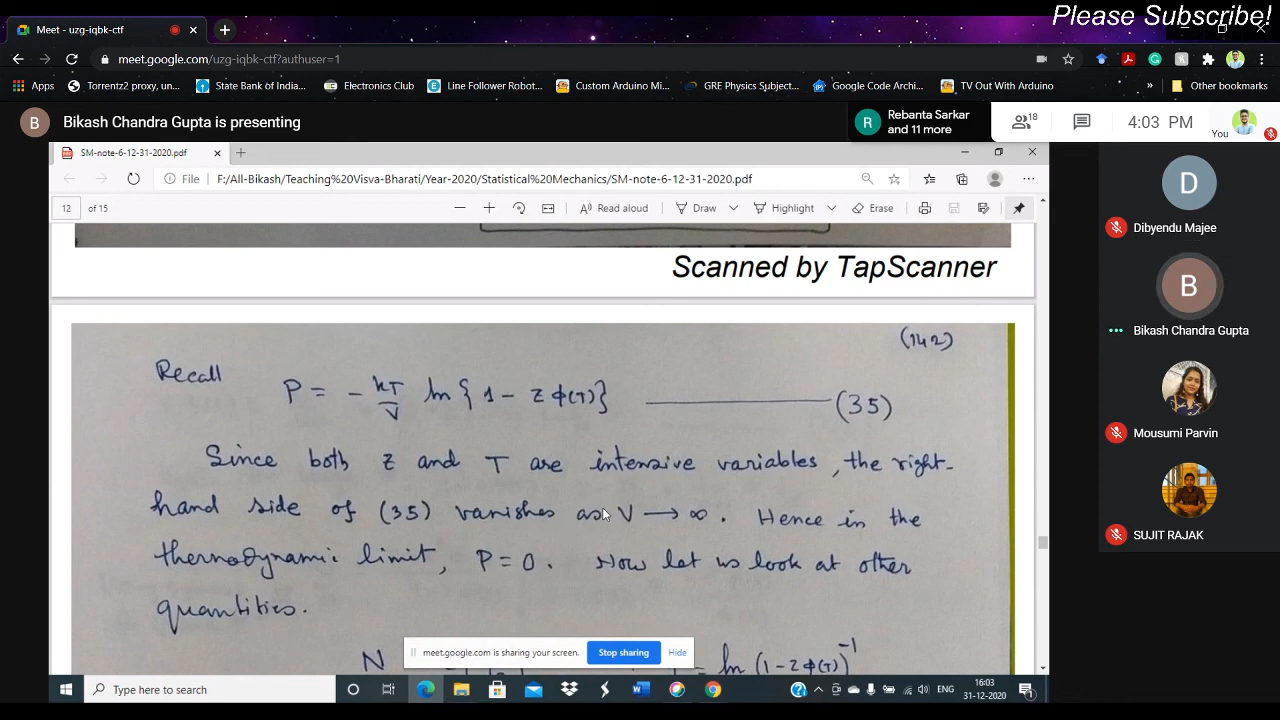 Please Subscribe!
Meet - uzg-iqbk-ctf
meet.google.com/uzg-iqbk-ctf?authuser=1
Apps
Torrentz2 proxy, un...
State Bank of India...
Electronics Club
Line Follower Robot...
Custom Arduino Mi...
GRE Physics Subject...
Google Code Archi...
TV Out With Arduino
»
Other bookmarks
B
Bikash Chandra Gupta is presenting
R
Rebanta Sarkar
and 11 more
18
4:03 PM
You
SM-note-6-12-31-2020.pdf
File
F:/All-Bikash/Teaching%20Visva-Bharati/Year-2020/Statistical%20Mechanics/SM-note-6-12-31-2020.pdf
12 of 15
Read aloud
Draw
Highlight
Erase
Scanned by TapScanner
(142)
Recall
P = - kT/V ln { 1 - z φ(T)} (35)
Since both z and T are intensive variables, the right-
hand side of (35) vanishes as V → ∞. Hence in the
thermodynamic limit, P = 0. Now let us look at other
quantities.
N
= ln (1-zφ(T))⁻¹
meet.google.com is sharing your screen.
Stop sharing
Hide
D
Dibyendu Majee
B
Bikash Chandra Gupta
Mousumi Parvin
SUJIT RAJAK
Type here to search
ENG
16:03
31-12-2020